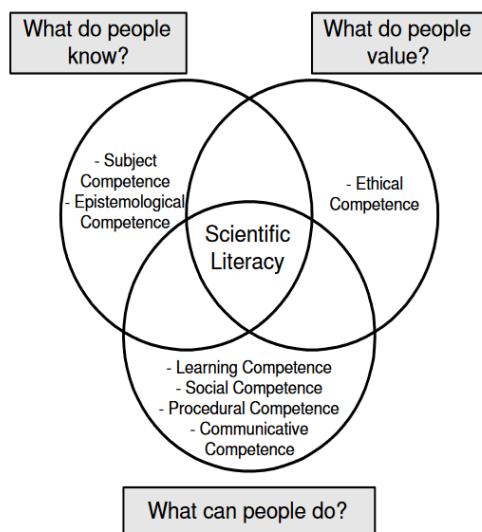 What do people
know?
What do people
value?
- Subject
Competence
- Epistemological
Competence
- Ethical
Competence
Scientific
Literacy
- Learning Competence
- Social Competence
- Procedural Competence
- Communicative
Competence
What can people do?